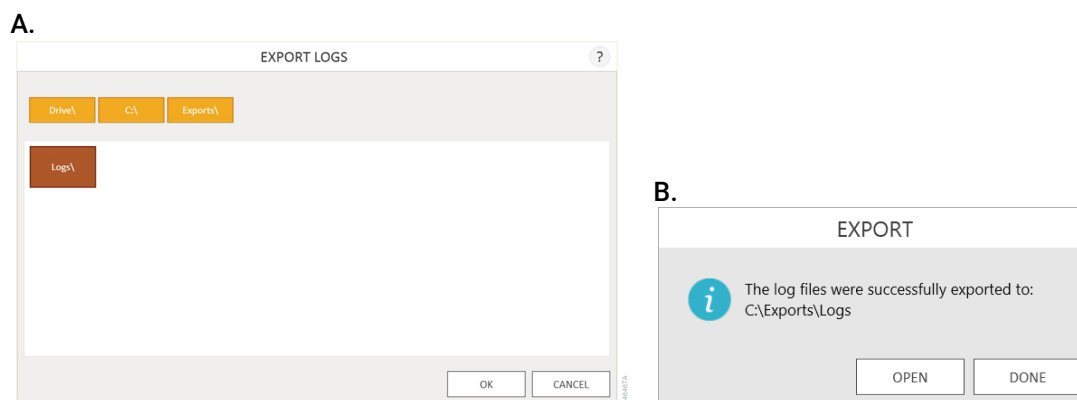 A.
EXPORT LOGS
?
Drive\ C:\ Exports\
Logs\
OK CANCEL
B.
EXPORT
i
The log files were successfully exported to:
C:\Exports\Logs
OPEN DONE